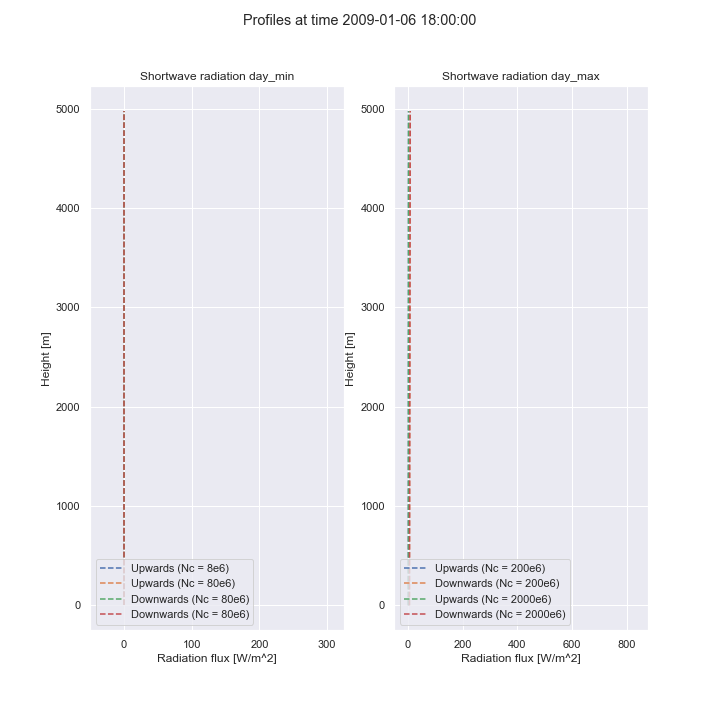 Profiles at time 2009-01-06 18:00:00
Shortwave radiation day_min
5000
4000
3000
2000
1000
0
Height [m]
Upwards (Nc = 8e6)
Upwards (Nc = 80e6)
Downwards (Nc = 80e6)
Downwards (Nc = 80e6)
0 100 200 300
Radiation flux [W/m^2]
Shortwave radiation day_max
5000
4000
3000
2000
1000
0
Height [m]
Upwards (Nc = 200e6)
Downwards (Nc = 200e6)
Upwards (Nc = 2000e6)
Downwards (Nc = 2000e6)
0 200 400 600 800
Radiation flux [W/m^2]